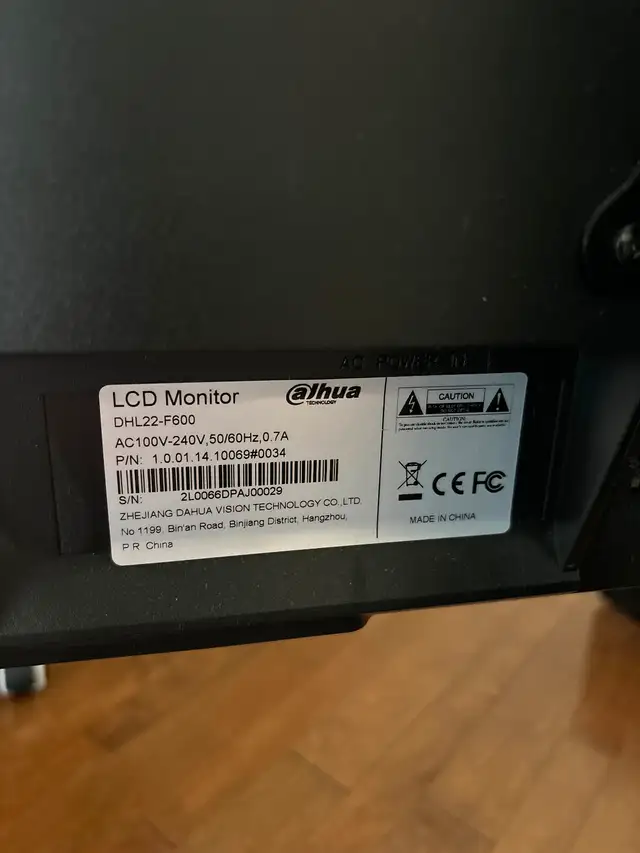 AC POWER IN
LCD Monitor
alhua
TECHNOLOGY
DHL22-F600
AC100V-240V,50/60Hz,0.7A
P/N: 1.0.01.14.10069#0034
S/N: 2L0066DPAJ00029
ZHEJIANG DAHUA VISION TECHNOLOGY CO.,LTD.
No 1199, Bin'an Road, Binjiang District, Hangzhou,
P R China
CAUTION
CAUTION:
CE FC
MADE IN CHINA